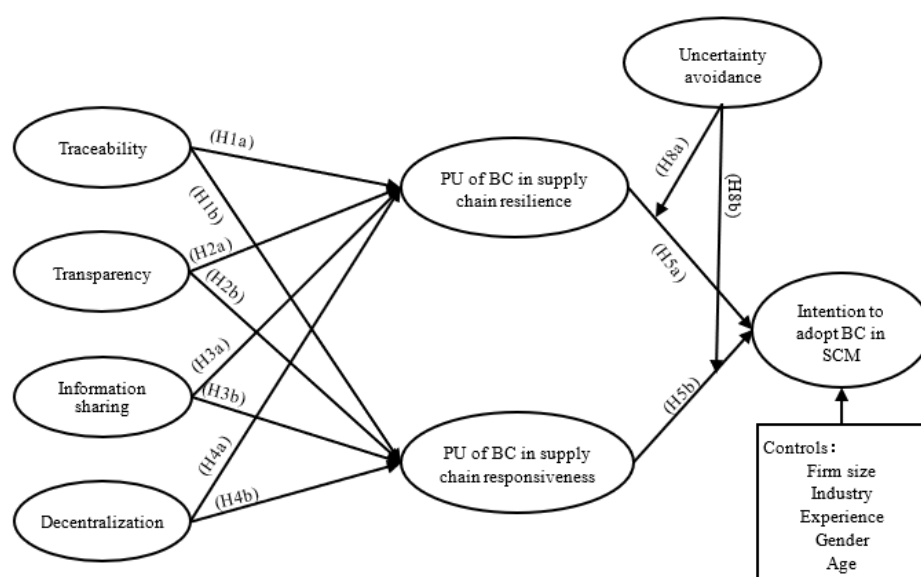 Uncertainty
avoidance
Traceability
(H1a)
(H1b)
PU of BC in supply
chain resilience
(H8a)
(H8b)
Transparency
(H2a)
(H2b)
(H5a)
Intention to
adopt BC in
SCM
Information
sharing
(H3a)
(H3b)
(H5b)
PU of BC in supply
chain responsiveness
(H4a)
(H4b)
Decentralization
Controls:
Firm size
Industry
Experience
Gender
Age